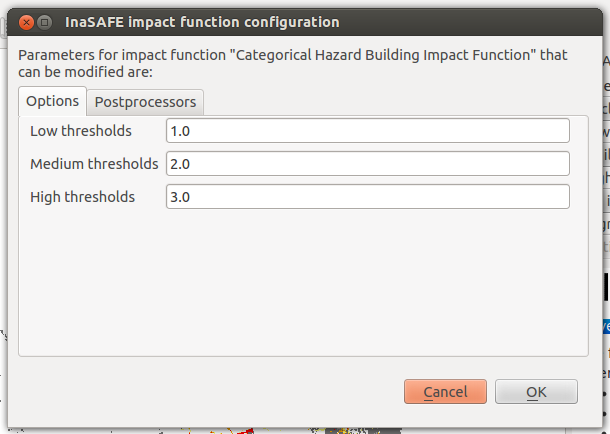 InaSAFE impact function configuration
Parameters for impact function "Categorical Hazard Building Impact Function" that
can be modified are:
Options Postprocessors
Low thresholds 1.0
Medium thresholds 2.0
High thresholds 3.0
Cancel OK